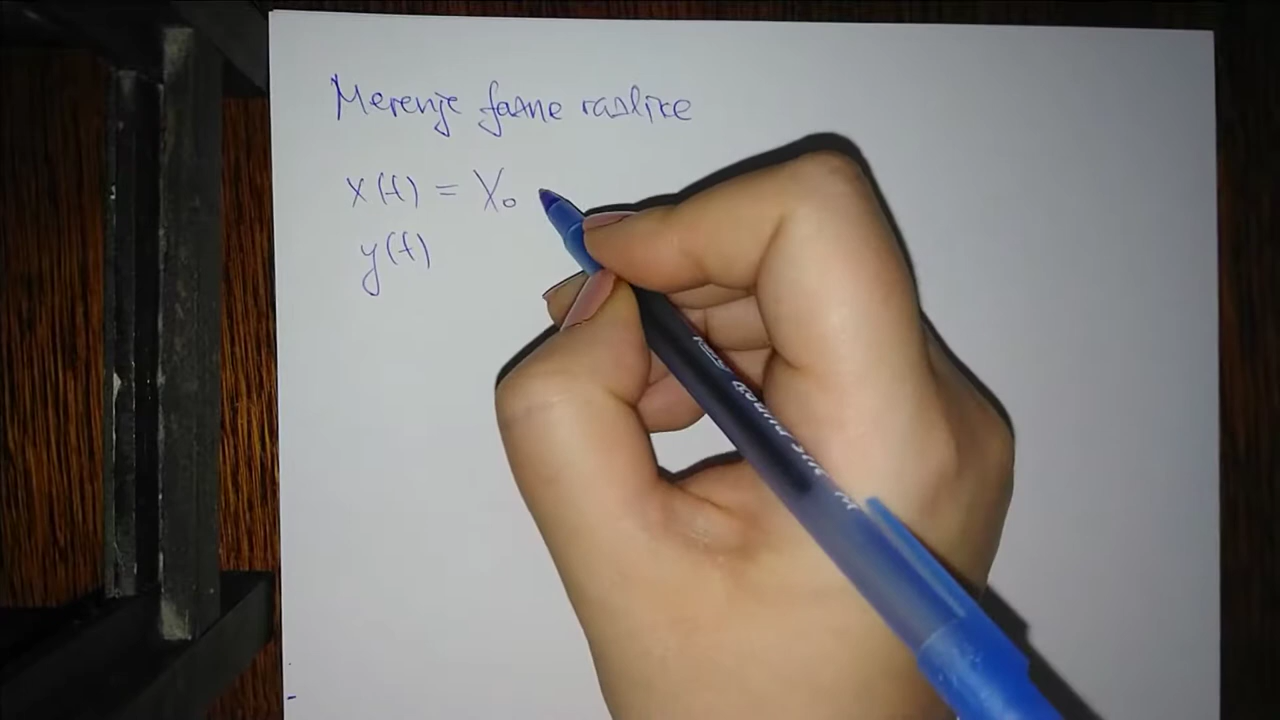 Merenje fazne razlike
x(t) = X₀
y(t)